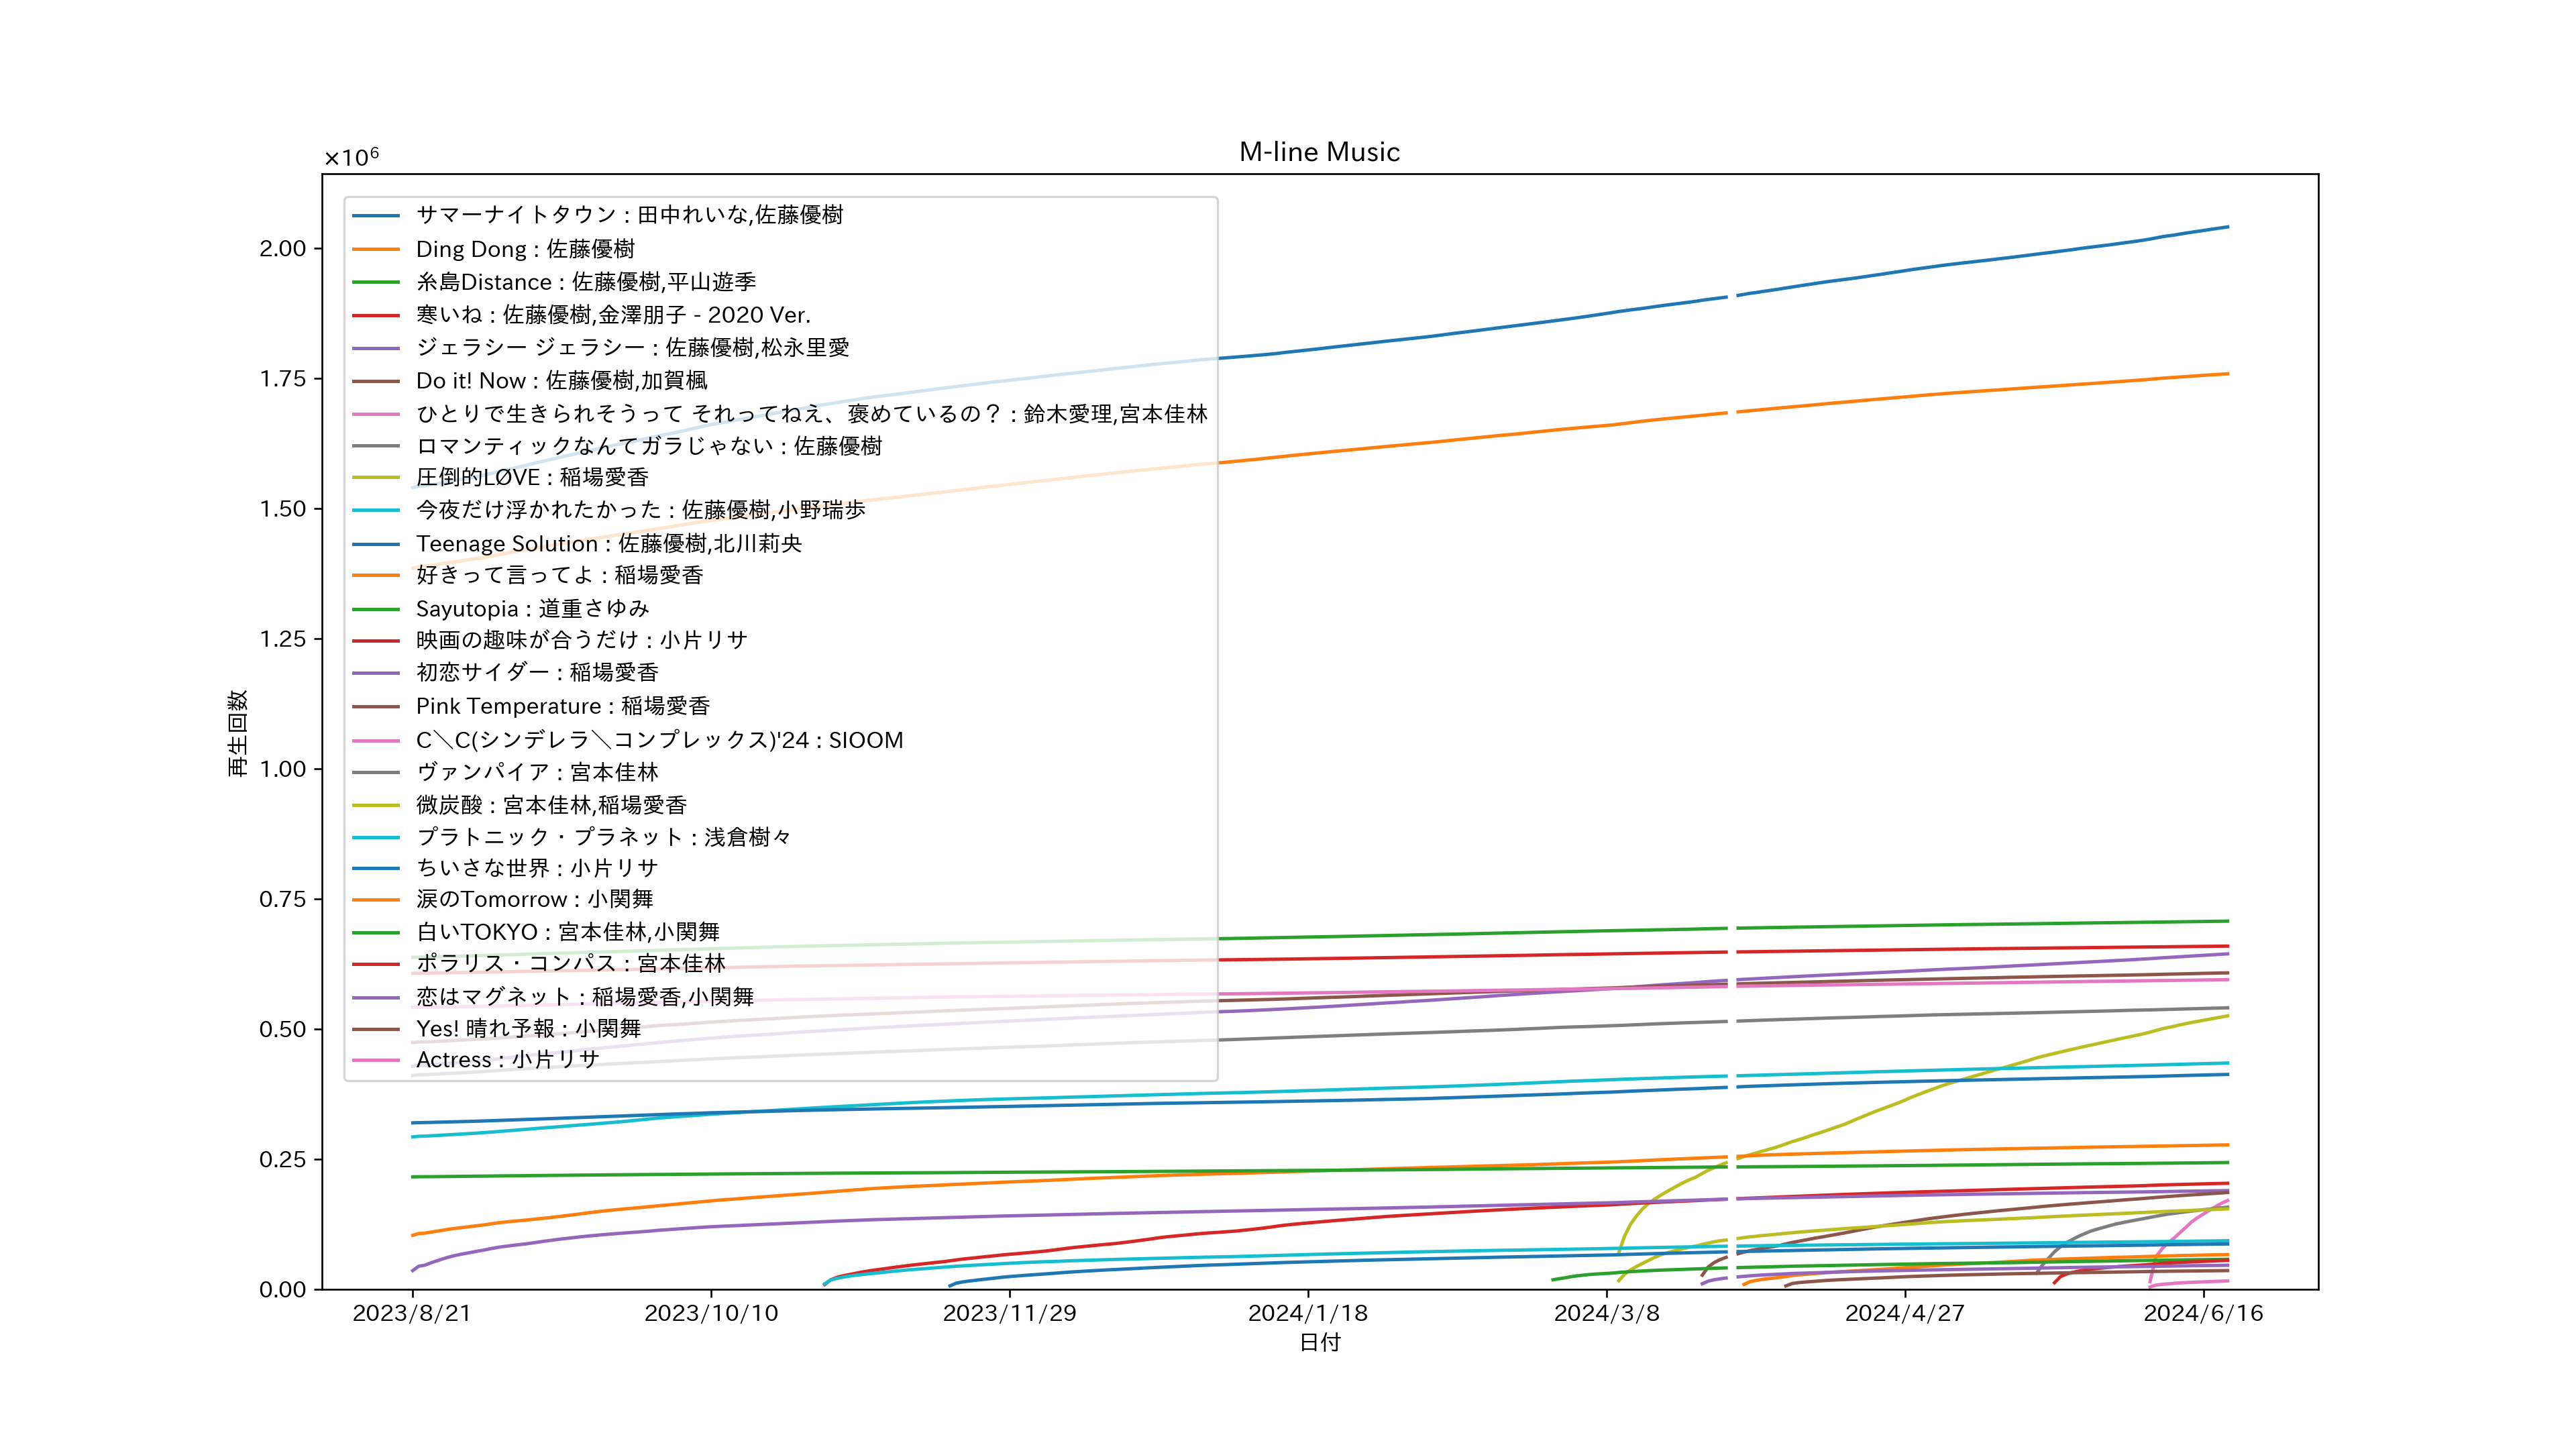 M-line Music
×10⁶
2.00
1.75
1.50
1.25
1.00
0.75
0.50
0.25
0.00
再生回数
サマーナイトタウン : 田中れいな,佐藤優樹
Ding Dong : 佐藤優樹
糸島Distance : 佐藤優樹,平山遊季
寒いね : 佐藤優樹,金澤朋子 - 2020 Ver.
ジェラシー ジェラシー : 佐藤優樹,松永里愛
Do it! Now : 佐藤優樹,加賀楓
ひとりで生きられそうって それってねえ、褒めているの？ : 鈴木愛理,宮本佳林
ロマンティックなんてガラじゃない : 佐藤優樹
圧倒的LØVE : 稲場愛香
今夜だけ浮かれたかった : 佐藤優樹,小野瑞歩
Teenage Solution : 佐藤優樹,北川莉央
好きって言ってよ : 稲場愛香
Sayutopia : 道重さゆみ
映画の趣味が合うだけ : 小片リサ
初恋サイダー : 稲場愛香
Pink Temperature : 稲場愛香
C＼C(シンデレラ＼コンプレックス)'24 : SIOOM
ヴァンパイア : 宮本佳林
微炭酸 : 宮本佳林,稲場愛香
プラトニック・プラネット : 浅倉樹々
ちいさな世界 : 小片リサ
涙のTomorrow : 小関舞
白いTOKYO : 宮本佳林,小関舞
ポラリス・コンパス : 宮本佳林
恋はマグネット : 稲場愛香,小関舞
Yes! 晴れ予報 : 小関舞
Actress : 小片リサ
2023/8/21
2023/10/10
2023/11/29
2024/1/18
2024/3/8
2024/4/27
2024/6/16
日付